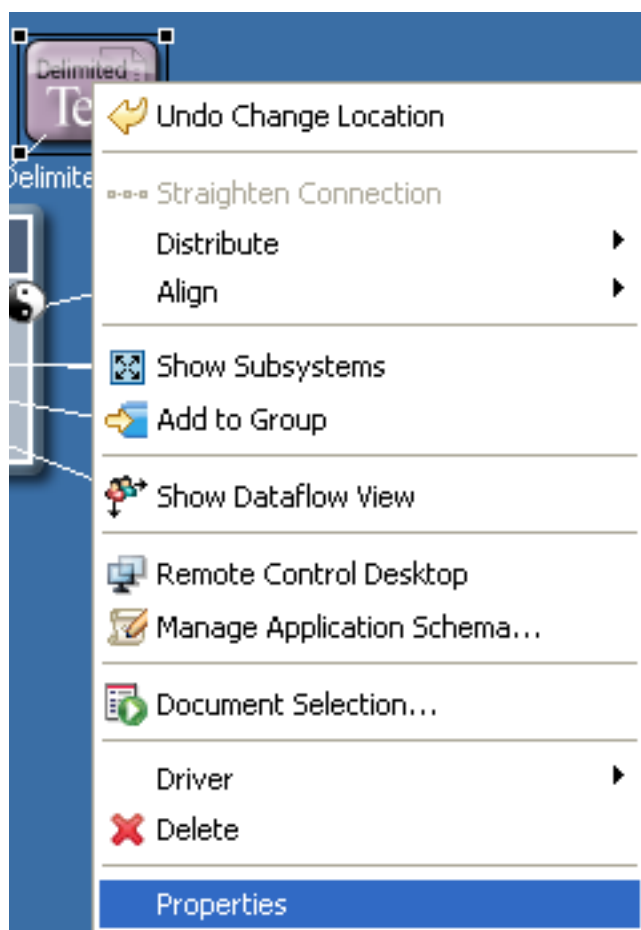 Delimited
Te
Delimite
Undo Change Location
Straighten Connection
Distribute
Align
Show Subsystems
Add to Group
Show Dataflow View
Remote Control Desktop
Manage Application Schema...
Document Selection...
Driver
Delete
Properties